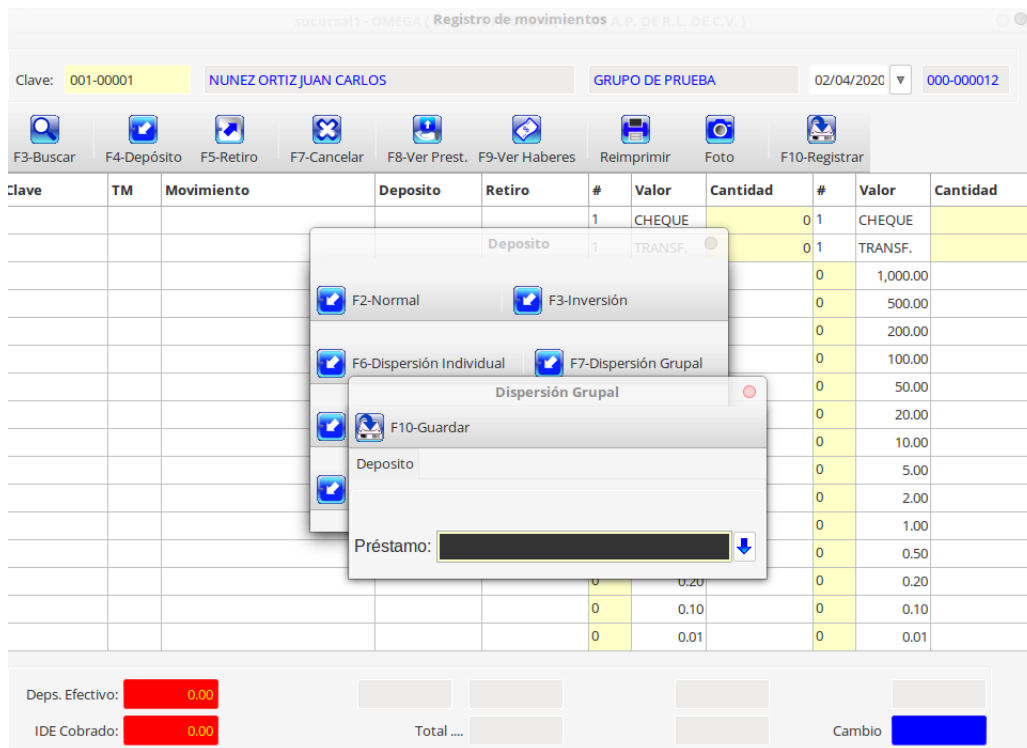 sucursal1 - OMEGA ( Registro de movimientos A.P. DE R.L. DE C.V. )
Clave: 001-00001 NUNEZ ORTIZ JUAN CARLOS GRUPO DE PRUEBA 02/04/2020 000-000012
F3-Buscar F4-Depósito F5-Retiro F7-Cancelar F8-Ver Prest. F9-Ver Haberes Reimprimir Foto F10-Registrar
Clave TM Movimiento Deposito Retiro # Valor Cantidad # Valor Cantidad
1 CHEQUE 0 1 CHEQUE
Deposito 1 TRANSF. 0 1 TRANSF.
0 1,000.00
F2-Normal F3-Inversión
0 500.00
0 200.00
F6-Dispersión Individual F7-Dispersión Grupal 0 100.00
Dispersión Grupal 0 50.00
0 20.00
F10-Guardar
0 10.00
Deposito 0 5.00
0 2.00
0 1.00
Préstamo: 0 0.50
0 0.20 0 0.20
0 0.10 0 0.10
0 0.01 0 0.01
Deps. Efectivo: 0.00
IDE Cobrado: 0.00 Total .... Cambio